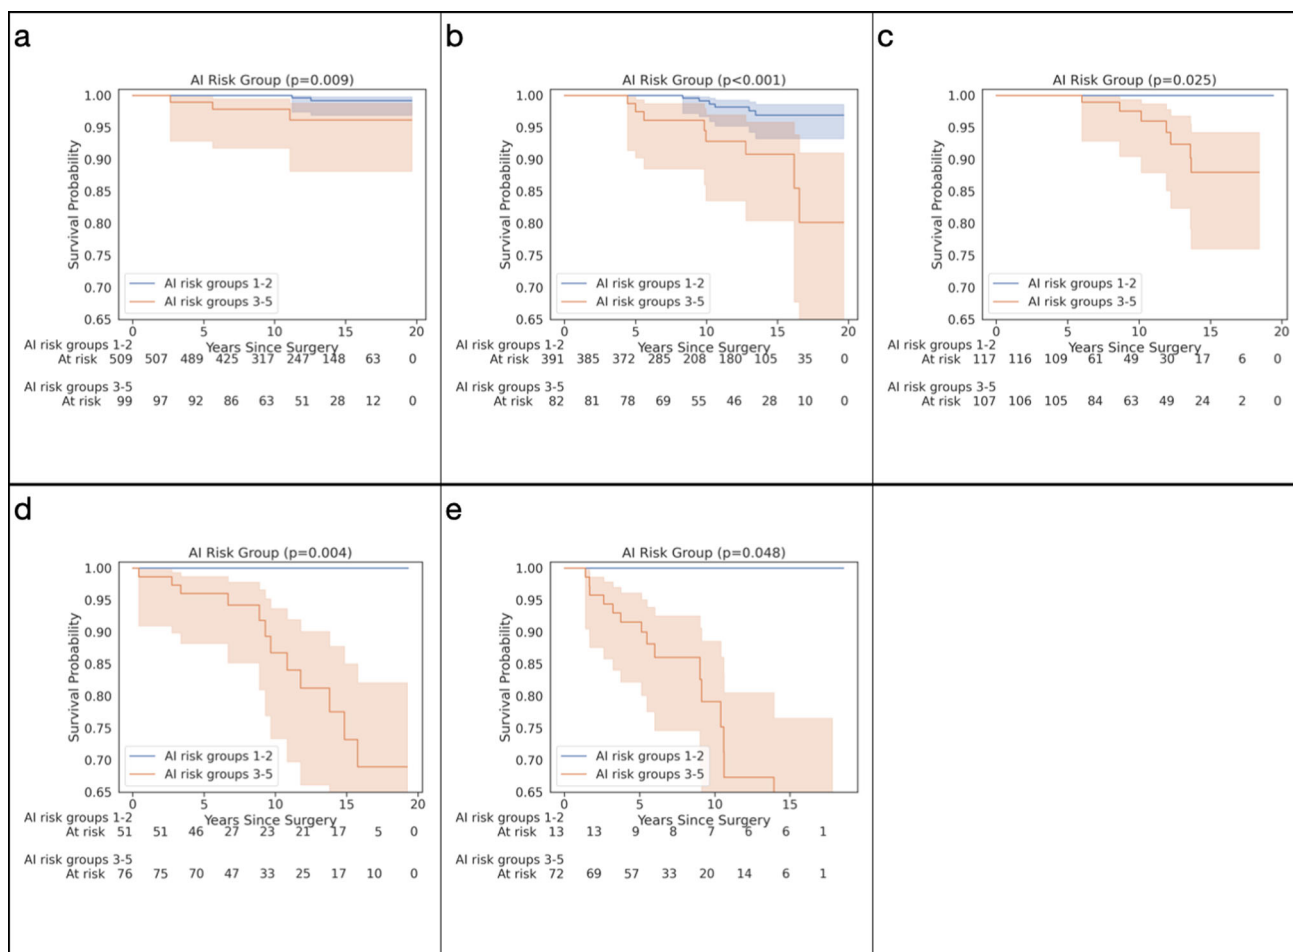 a
AI Risk Group (p=0.009)
Survival Probability
1.00
0.95
0.90
0.85
0.80
0.75
0.70
0.65
AI risk groups 1-2
AI risk groups 3-5
0 5 10 15 20
Years Since Surgery
AI risk groups 1-2
At risk 509 507 489 425 317 247 148 63 0
AI risk groups 3-5
At risk 99 97 92 86 63 51 28 12 0
b
AI Risk Group (p<0.001)
Survival Probability
1.00
0.95
0.90
0.85
0.80
0.75
0.70
0.65
AI risk groups 1-2
AI risk groups 3-5
0 5 10 15 20
Years Since Surgery
AI risk groups 1-2
At risk 391 385 372 285 208 180 105 35 0
AI risk groups 3-5
At risk 82 81 78 69 55 46 28 10 0
c
AI Risk Group (p=0.025)
Survival Probability
1.00
0.95
0.90
0.85
0.80
0.75
0.70
0.65
AI risk groups 1-2
AI risk groups 3-5
0 5 10 15 20
Years Since Surgery
AI risk groups 1-2
At risk 117 116 109 61 49 30 17 6 0
AI risk groups 3-5
At risk 107 106 105 84 63 49 24 2 0
d
AI Risk Group (p=0.004)
Survival Probability
1.00
0.95
0.90
0.85
0.80
0.75
0.70
0.65
AI risk groups 1-2
AI risk groups 3-5
0 5 10 15 20
Years Since Surgery
AI risk groups 1-2
At risk 51 51 46 27 23 21 17 5 0
AI risk groups 3-5
At risk 76 75 70 47 33 25 17 10 0
e
AI Risk Group (p=0.048)
Survival Probability
1.00
0.95
0.90
0.85
0.80
0.75
0.70
0.65
AI risk groups 1-2
AI risk groups 3-5
0 5 10 15
Years Since Surgery
AI risk groups 1-2
At risk 13 13 9 8 7 6 6 1
AI risk groups 3-5
At risk 72 69 57 33 20 14 6 1